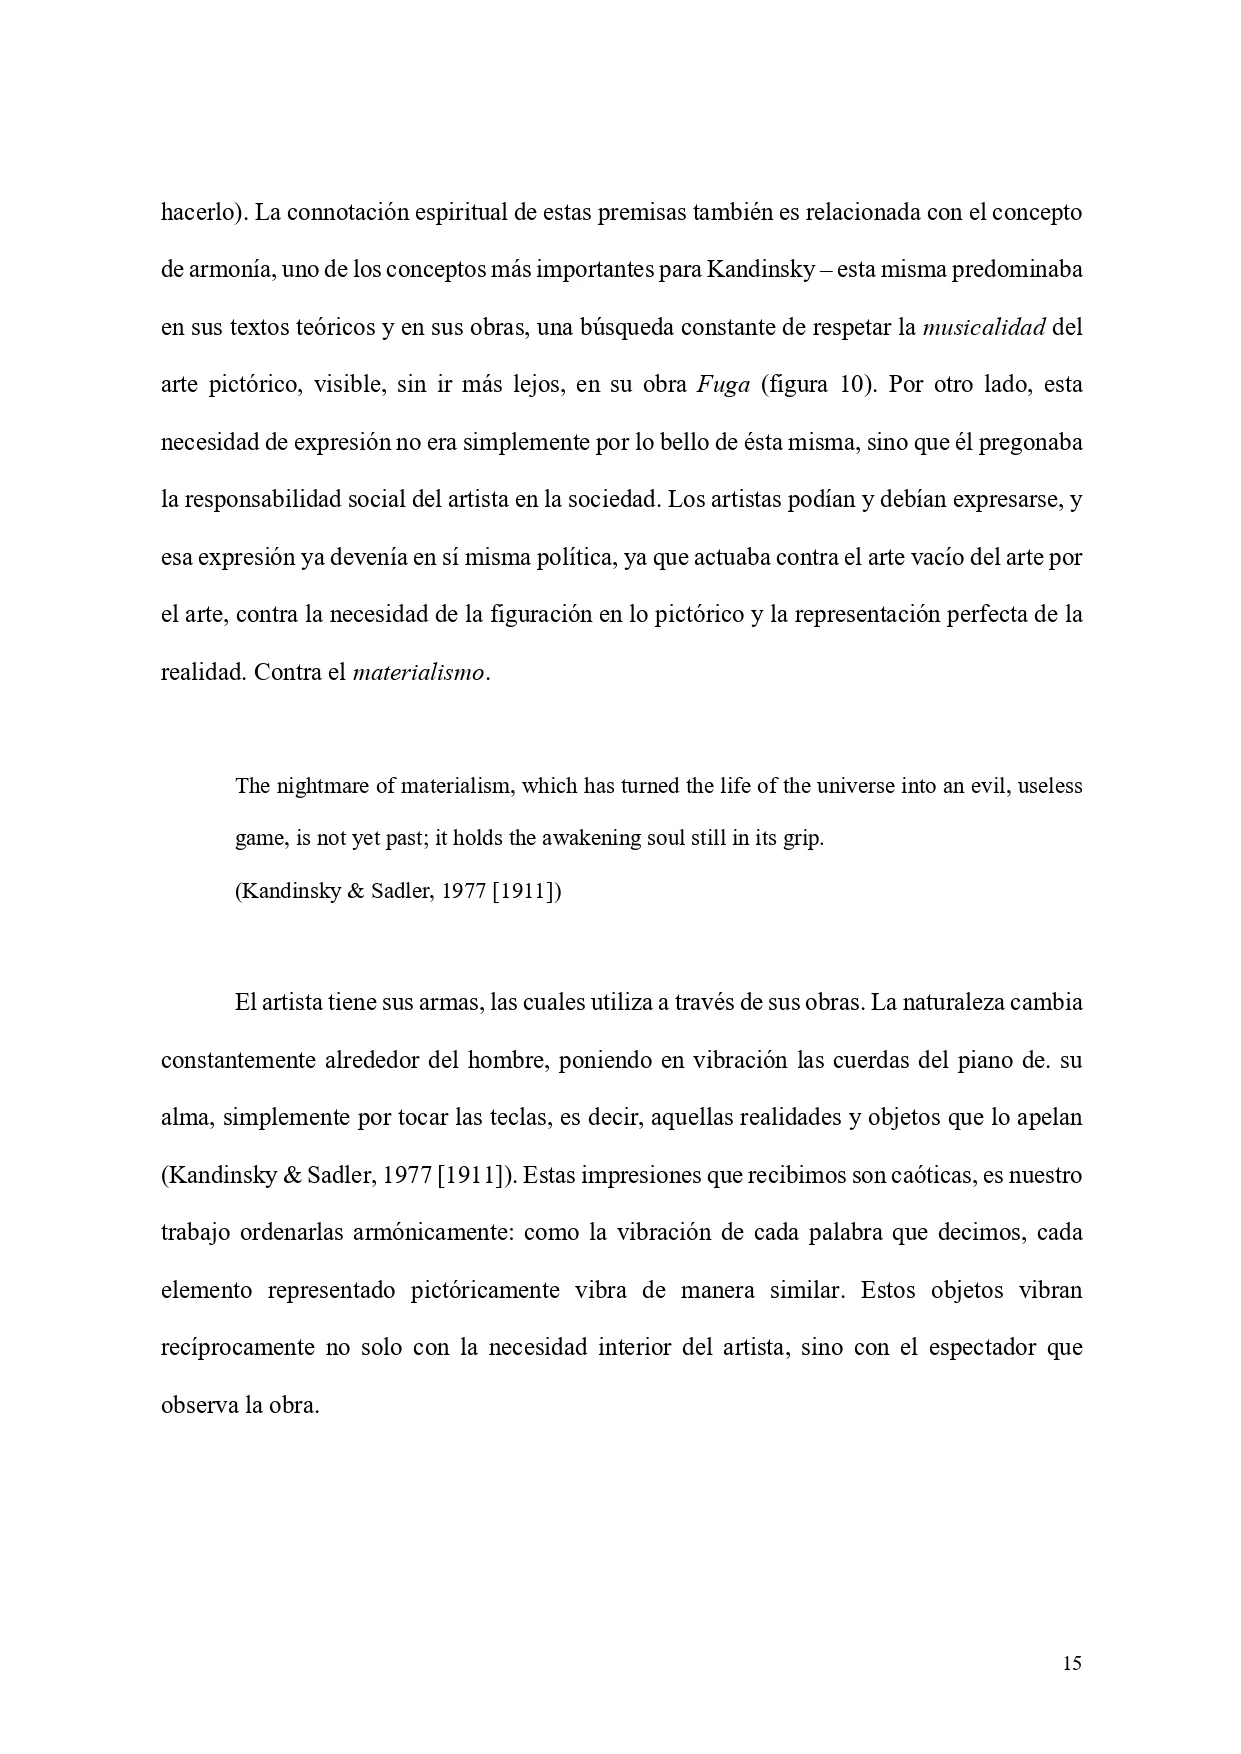 hacerlo). La connotación espiritual de estas premisas también es relacionada con el concepto
de armonía, uno de los conceptos más importantes para Kandinsky – esta misma predominaba
en sus textos teóricos y en sus obras, una búsqueda constante de respetar la musicalidad del
arte pictórico, visible, sin ir más lejos, en su obra Fuga (figura 10). Por otro lado, esta
necesidad de expresión no era simplemente por lo bello de ésta misma, sino que él pregonaba
la responsabilidad social del artista en la sociedad. Los artistas podían y debían expresarse, y
esa expresión ya devenía en sí misma política, ya que actuaba contra el arte vacío del arte por
el arte, contra la necesidad de la figuración en lo pictórico y la representación perfecta de la
realidad. Contra el materialismo.
The nightmare of materialism, which has turned the life of the universe into an evil, useless
game, is not yet past; it holds the awakening soul still in its grip.
(Kandinsky & Sadler, 1977 [1911])
El artista tiene sus armas, las cuales utiliza a través de sus obras. La naturaleza cambia
constantemente alrededor del hombre, poniendo en vibración las cuerdas del piano de. su
alma, simplemente por tocar las teclas, es decir, aquellas realidades y objetos que lo apelan
(Kandinsky & Sadler, 1977 [1911]). Estas impresiones que recibimos son caóticas, es nuestro
trabajo ordenarlas armónicamente: como la vibración de cada palabra que decimos, cada
elemento representado pictóricamente vibra de manera similar. Estos objetos vibran
recíprocamente no solo con la necesidad interior del artista, sino con el espectador que
observa la obra.
15